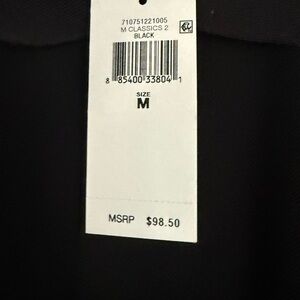 710751221005
M CLASSICS 2
BLACK
8 85400 33804 1
SIZE
M
MSRP $98.50